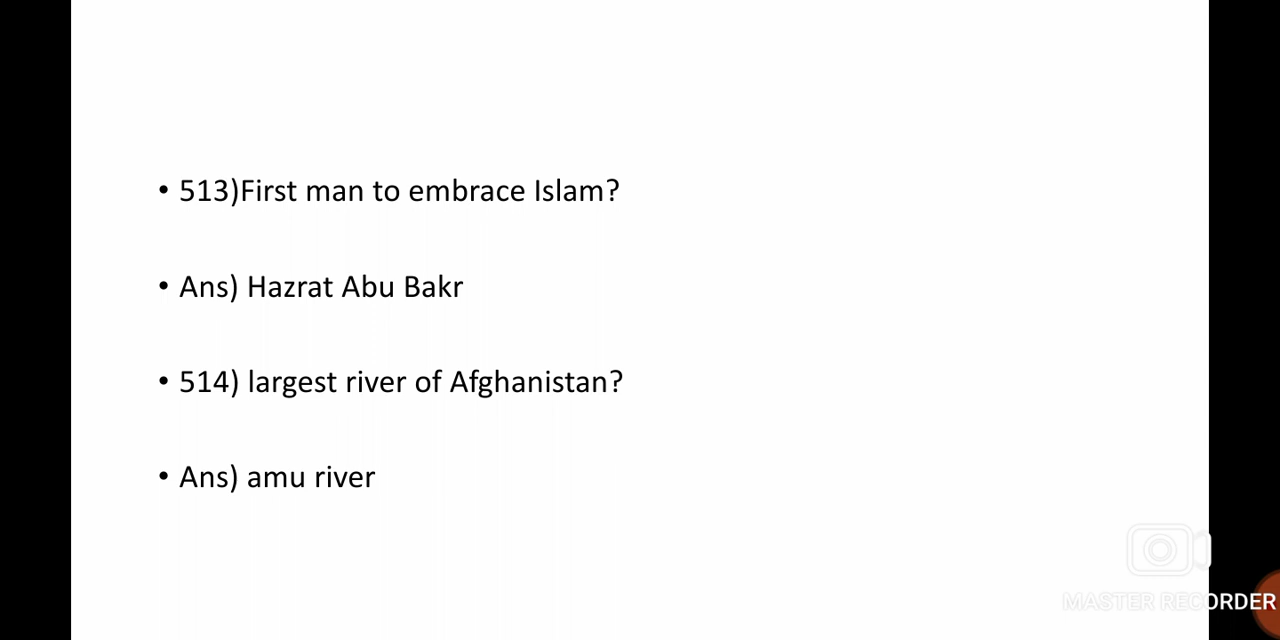 • 513)First man to embrace Islam?
• Ans) Hazrat Abu Bakr
• 514) largest river of Afghanistan?
• Ans) amu river
MASTER RECORDER